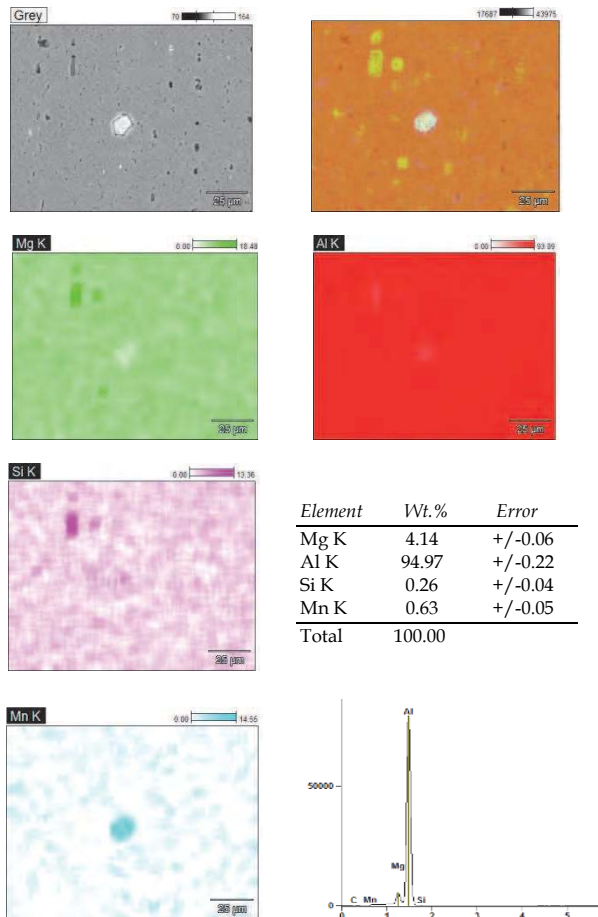 Grey
70 164
17687 43975
25 µm
25 µm
Mg K
0.00 18.48
Al K
0.00 93.09
25 µm
25 µm
Si K
0.00 13.36
25 µm
Element Wt.% Error
Mg K 4.14 +/-0.06
Al K 94.97 +/-0.22
Si K 0.26 +/-0.04
Mn K 0.63 +/-0.05
Total 100.00
Mn K
0.00 14.55
25 µm
Al
50000
Mg
C Mn Si
0 1 2 3 4 5